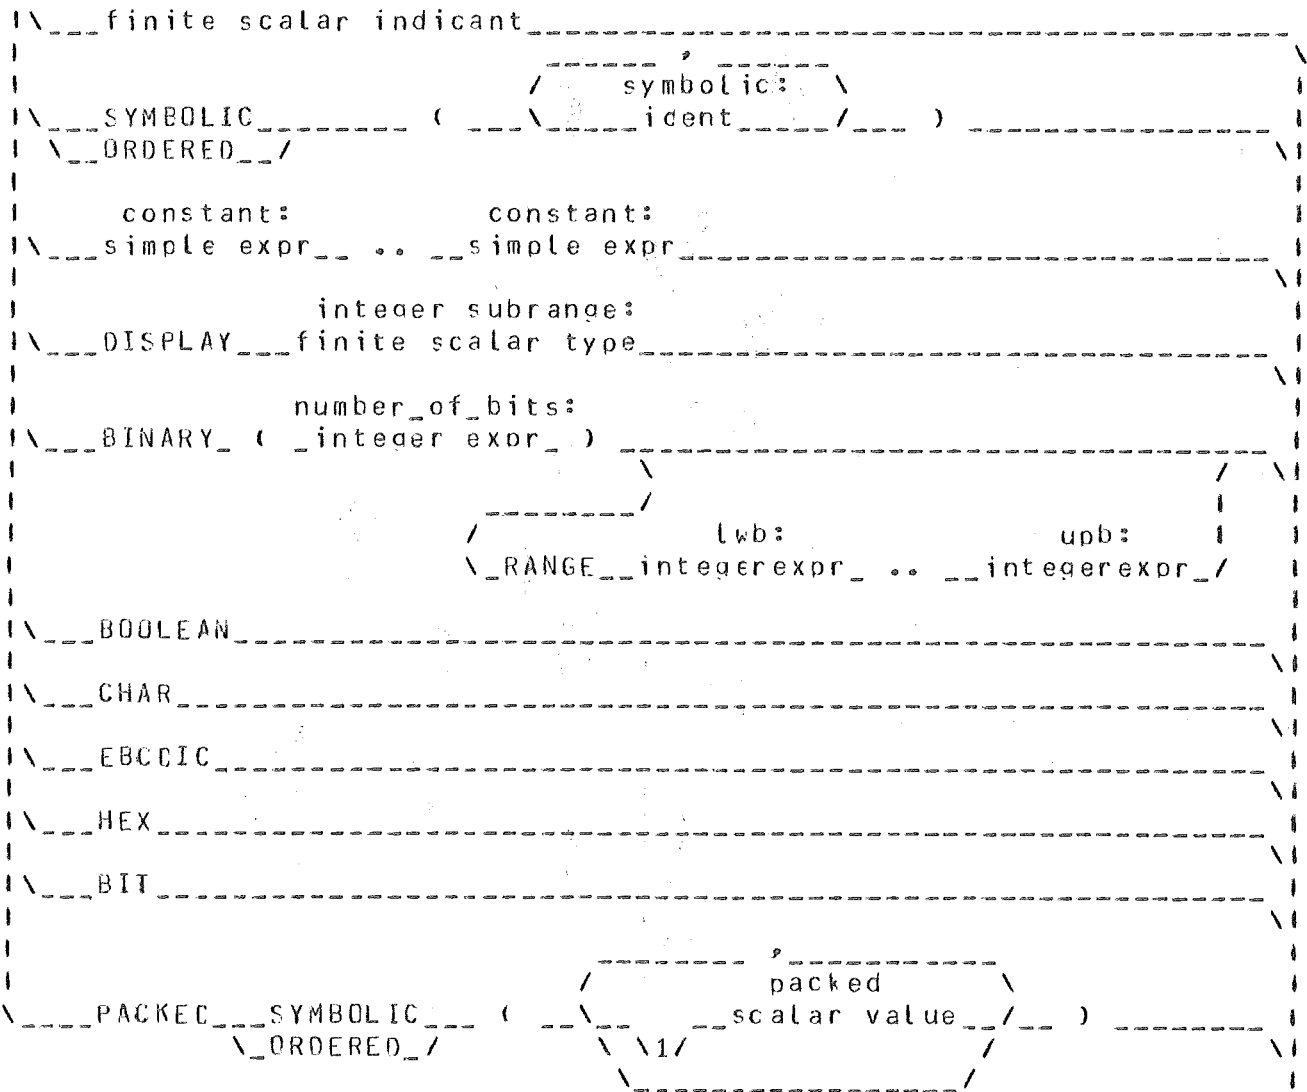 finite scalar indicant
,
symbolic:
SYMBOLIC ( ident )
ORDERED
constant: constant:
simple expr .. simple expr
integer subrange:
DISPLAY finite scalar type
number_of_bits:
BINARY ( integer expr )
lwb: upb:
RANGE integerexpr .. integerexpr
BOOLEAN
CHAR
EBCDIC
HEX
BIT
,
packed
PACKED SYMBOLIC ( scalar value )
ORDERED 1